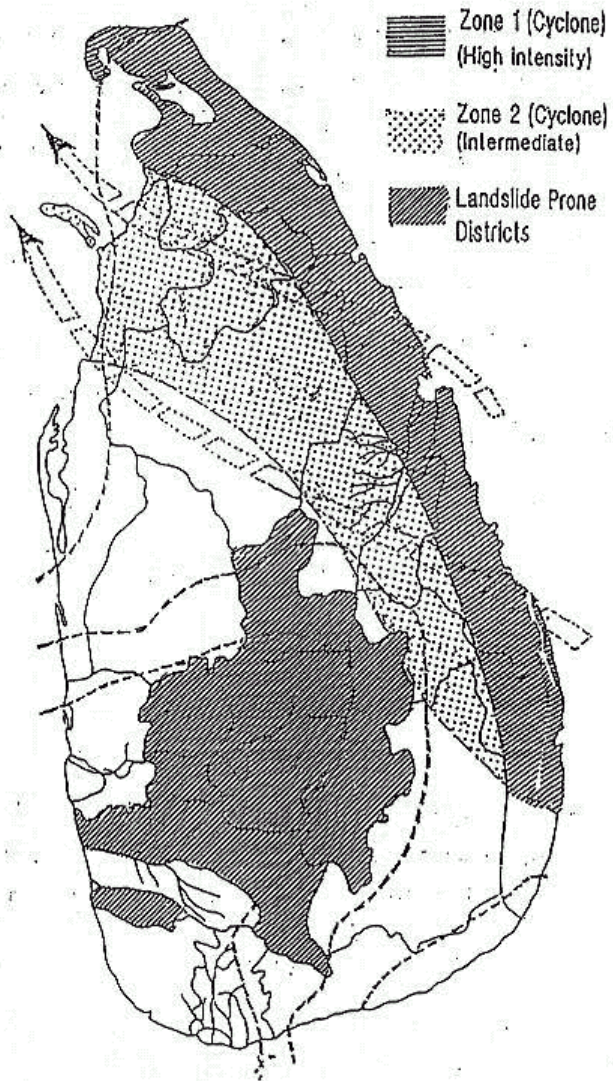 Zone 1 (Cyclone)
(High Intensity)
Zone 2 (Cyclone)
(Intermediate)
Landslide Prone
Districts